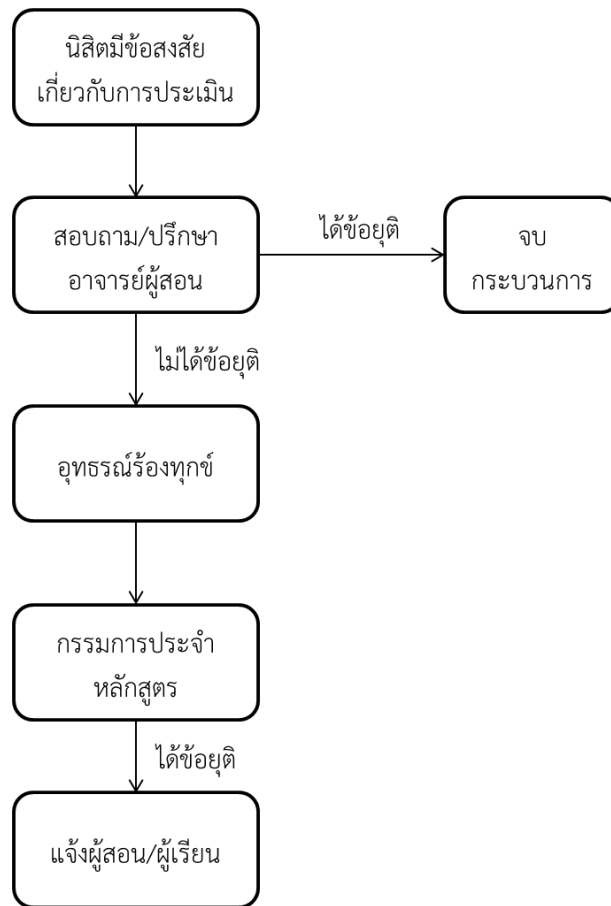 นิสิตมีข้อสงสัย
เกี่ยวกับการประเมิน
สอบถาม/ปรึกษา
อาจารย์ผู้สอน
ได้ข้อยุติ
จบ
กระบวนการ
ไม่ได้ข้อยุติ
อุทธรณ์ร้องทุกข์
กรรมการประจำ
หลักสูตร
ได้ข้อยุติ
แจ้งผู้สอน/ผู้เรียน